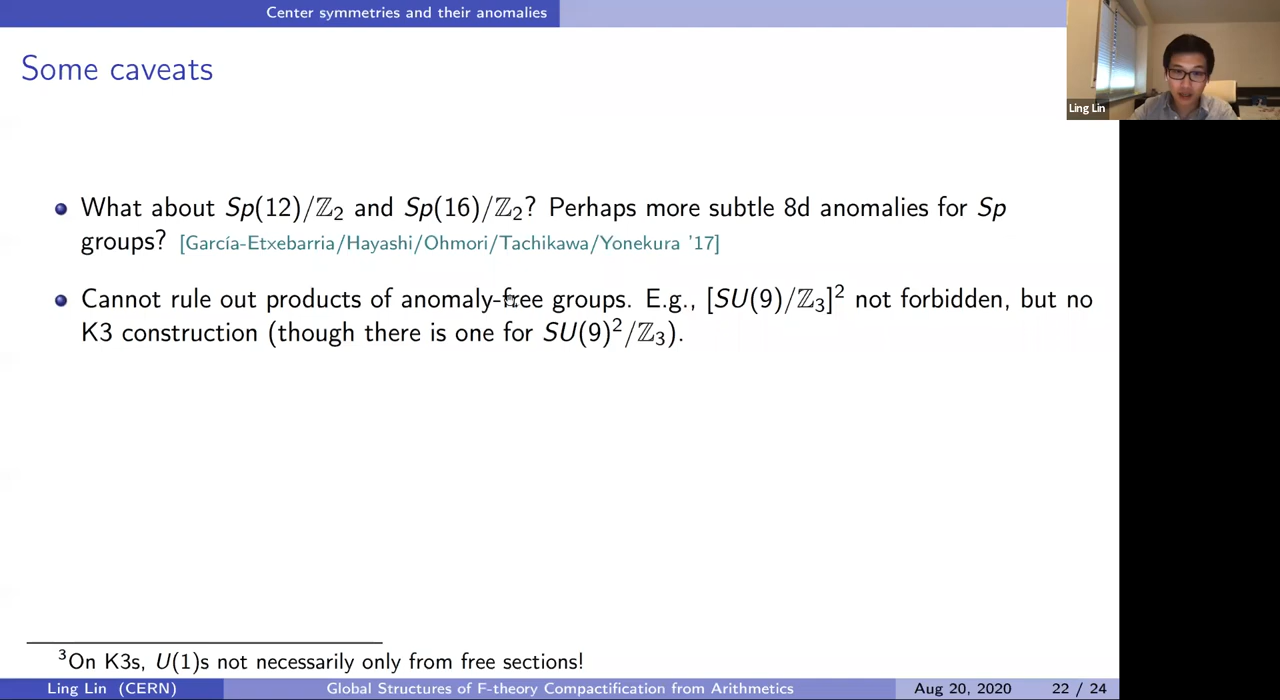 Center symmetries and their anomalies
Some caveats
Ling Lin
What about Sp(12)/ℤ₂ and Sp(16)/ℤ₂? Perhaps more subtle 8d anomalies for Sp
groups? [García-Etxebarria/Hayashi/Ohmori/Tachikawa/Yonekura '17]
Cannot rule out products of anomaly-free groups. E.g., [SU(9)/ℤ₃]² not forbidden, but no
K3 construction (though there is one for SU(9)²/ℤ₃).
³On K3s, U(1)s not necessarily only from free sections!
Ling Lin (CERN) Global Structures of F-theory Compactification from Arithmetics Aug 20, 2020 22 / 24